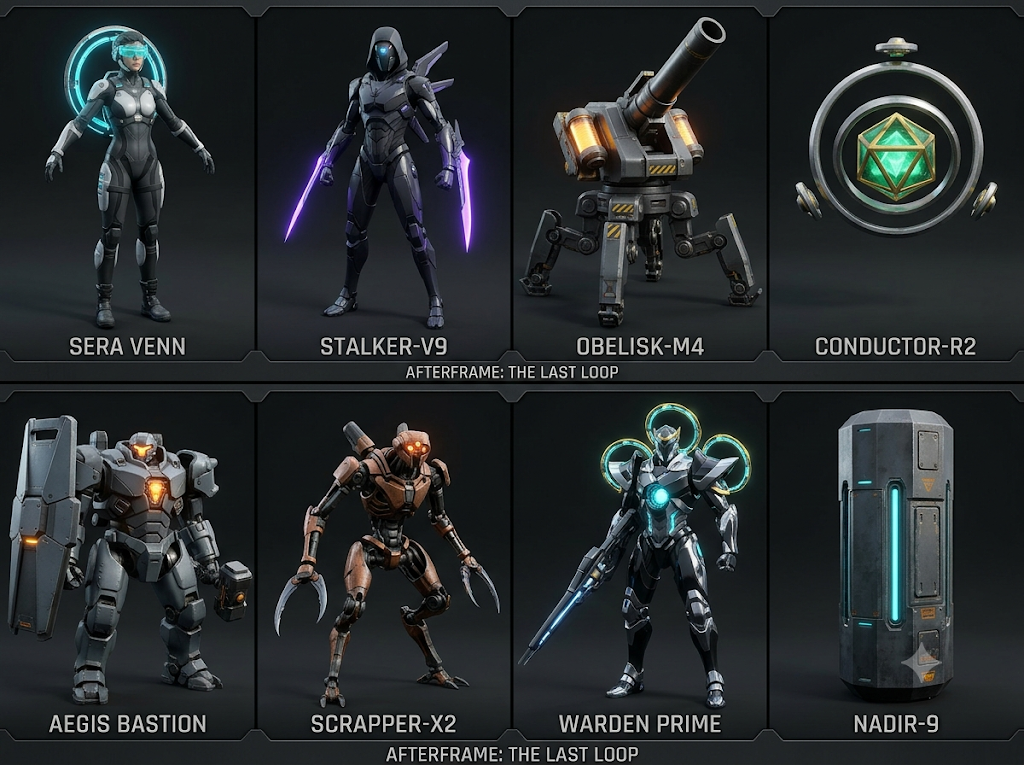 SERA VENN
STALKER-V9
OBELISK-M4
CONDUCTOR-R2
AFTERFRAME: THE LAST LOOP
AEGIS BASTION
SCRAPPER-X2
WARDEN PRIME
NADIR-9
AFTERFRAME: THE LAST LOOP